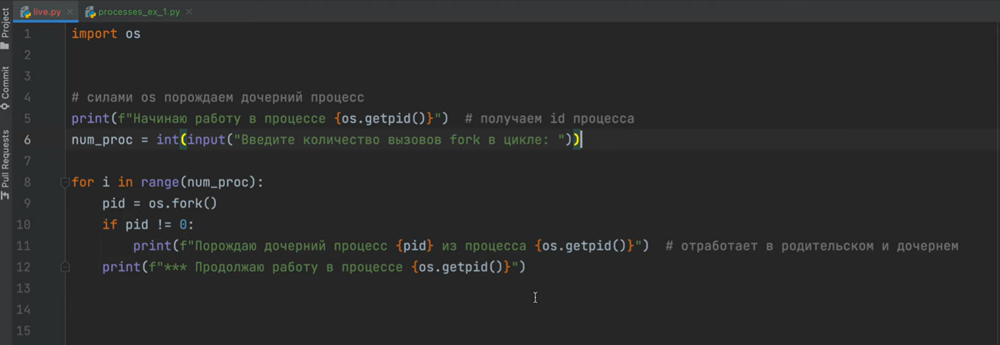 live.py processes_ex_1.py
Project
Commit
Pull Requests
1 import os
2
3
4 # силами os порождаем дочерний процесс
5 print(f"Начинаю работу в процессе {os.getpid()}")  # получаем id процесса
6 num_proc = int(input("Введите количество вызовов fork в цикле: "))
7
8 for i in range(num_proc):
9     pid = os.fork()
10     if pid != 0:
11         print(f"Порождаю дочерний процесс {pid} из процесса {os.getpid()}")  # отработает в родительском и дочернем
12     print(f"*** Продолжаю работу в процессе {os.getpid()}")
13
14
15